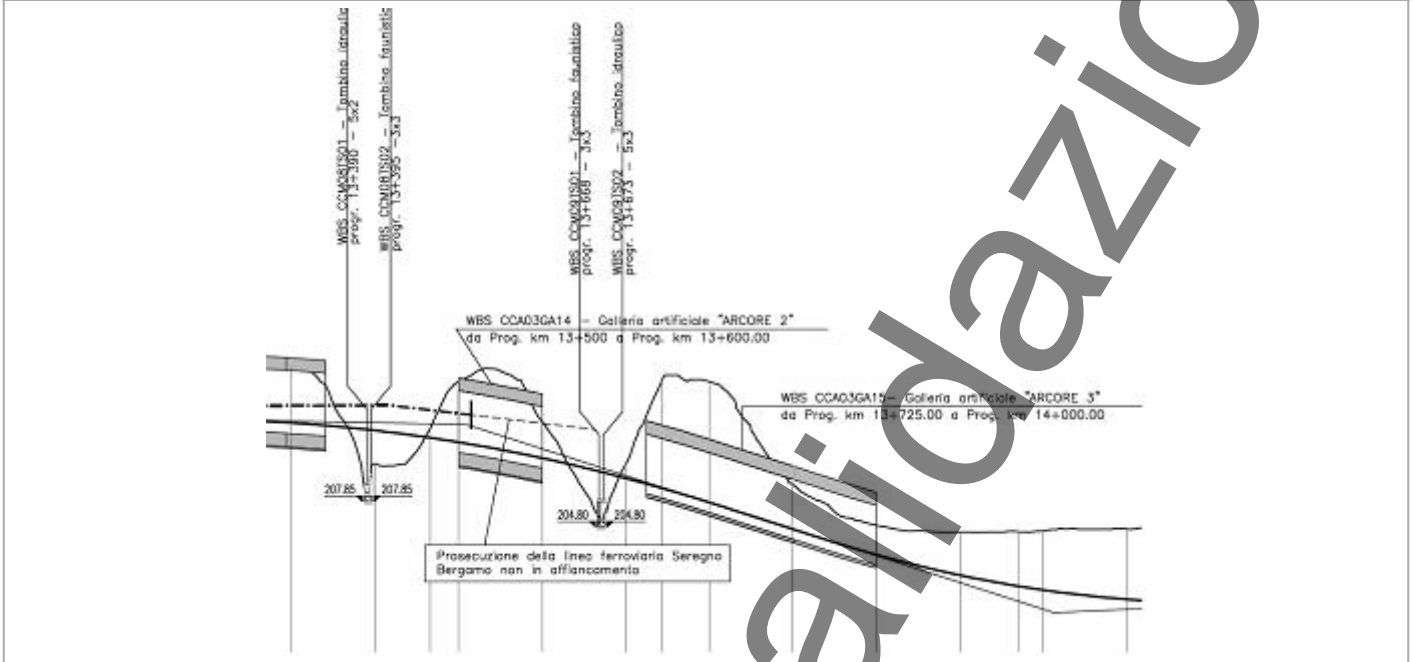 WBS CCM08TS01 – Tombino idraulico
progr. 13+390 – 5x2
WBS CCM08TS02 – Tombino faunistico
progr. 13+395 –3x3
WBS CCM09TS01 – Tombino faunistico
progr. 13+668 – 3x3
WBS CCM09TS02 – Tombino idraulico
progr. 13+673 – 5x3
WBS CCA03GA14 – Galleria artificiale "ARCORE 2"
da Prog. km 13+500 a Prog. km 13+600.00
WBS CCA03GA15– Galleria artificiale "ARCORE 3"
da Prog. km 13+725.00 a Prog. km 14+000.00
207.85 207.85
204.80 204.80
Prosecuzione della linea ferroviaria Seregno
Bergamo non in affiancamento
alidazio